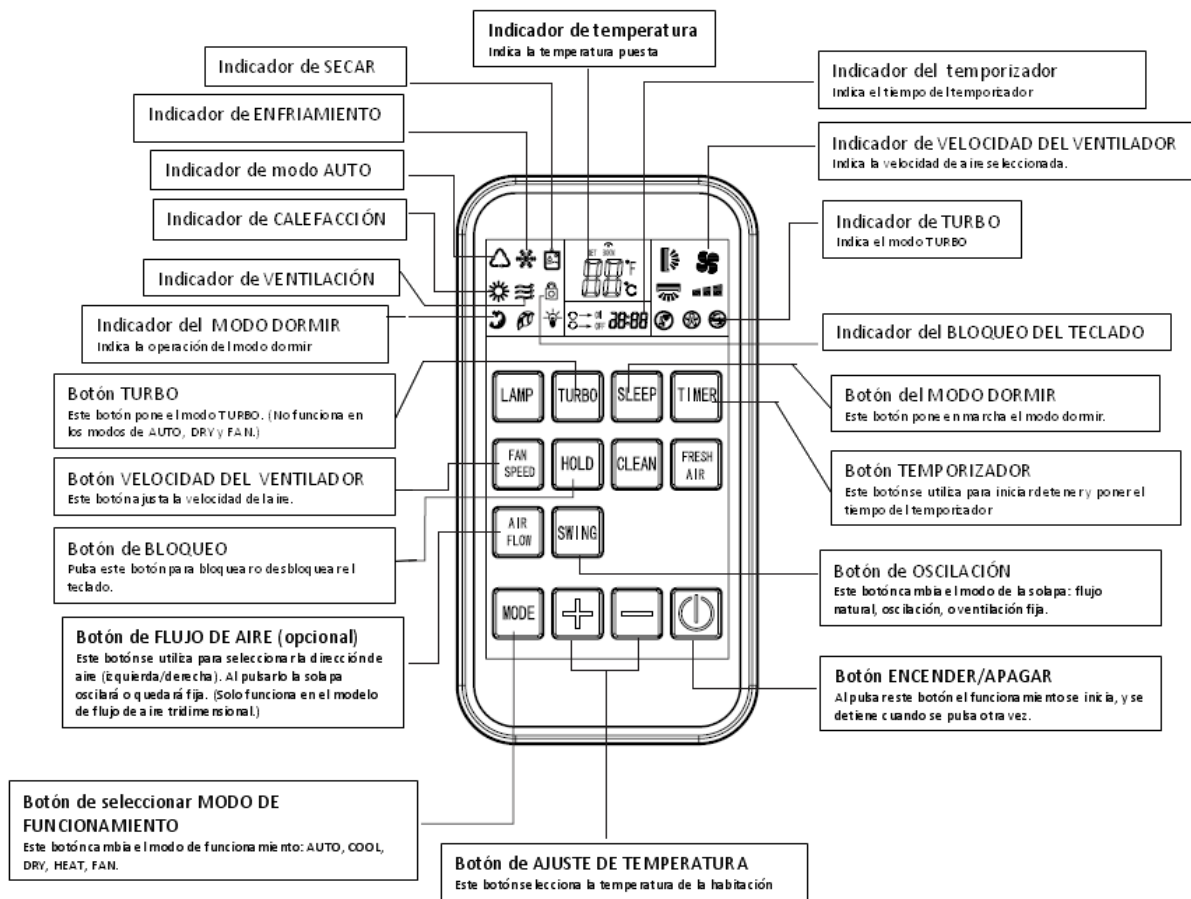 Indicador de temperatura
Indica la temperatura puesta
Indicador de SECAR
Indicador de ENFRIAMIENTO
Indicador de modo AUTO
Indicador de CALEFACCIÓN
Indicador de VENTILACIÓN
Indicador del MODO DORMIR
Indica la operación del modo dormir
Botón TURBO
Este botón pone el modo TURBO. (No funciona en
los modos de AUTO, DRY y FAN.)
Botón VELOCIDAD DEL VENTILADOR
Este botón ajusta la velocidad del aire.
Botón de BLOQUEO
Pulsa este botón para bloquear o desbloquear el
teclado.
Botón de FLUJO DE AIRE (opcional)
Este botón se utiliza para seleccionar la dirección de
aire (izquierda/derecha). Al pulsarlo la solapa
oscilará o quedará fija. (Solo funciona en el modelo
de flujo de aire tridimensional.)
Botón de seleccionar MODO DE
FUNCIONAMIENTO
Este botón cambia el modo de funcionamiento: AUTO, COOL,
DRY, HEAT, FAN.
SET ROOM
88 °F
°C
ON
OFF 28:88
LAMP TURBO SLEEP TIMER
FAN
SPEED
HOLD CLEAN
FRESH
AIR
AIR
FLOW
SWING
MODE + −
Indicador del temporizador
Indica el tiempo del temporizador
Indicador de VELOCIDAD DEL VENTILADOR
Indica la velocidad de aire seleccionada.
Indicador de TURBO
Indica el modo TURBO
Indicador del BLOQUEO DEL TECLADO
Botón del MODO DORMIR
Este botón pone en marcha el modo dormir.
Botón TEMPORIZADOR
Este botón se utiliza para iniciar detener y poner el
tiempo del temporizador
Botón de OSCILACIÓN
Este botón cambia el modo de la solapa: flujo
natural, oscilación, o ventilación fija.
Botón ENCENDER/APAGAR
Al pulsar este botón el funcionamiento se inicia, y se
detiene cuando se pulsa otra vez.
Botón de AJUSTE DE TEMPERATURA
Este botón selecciona la temperatura de la habitación